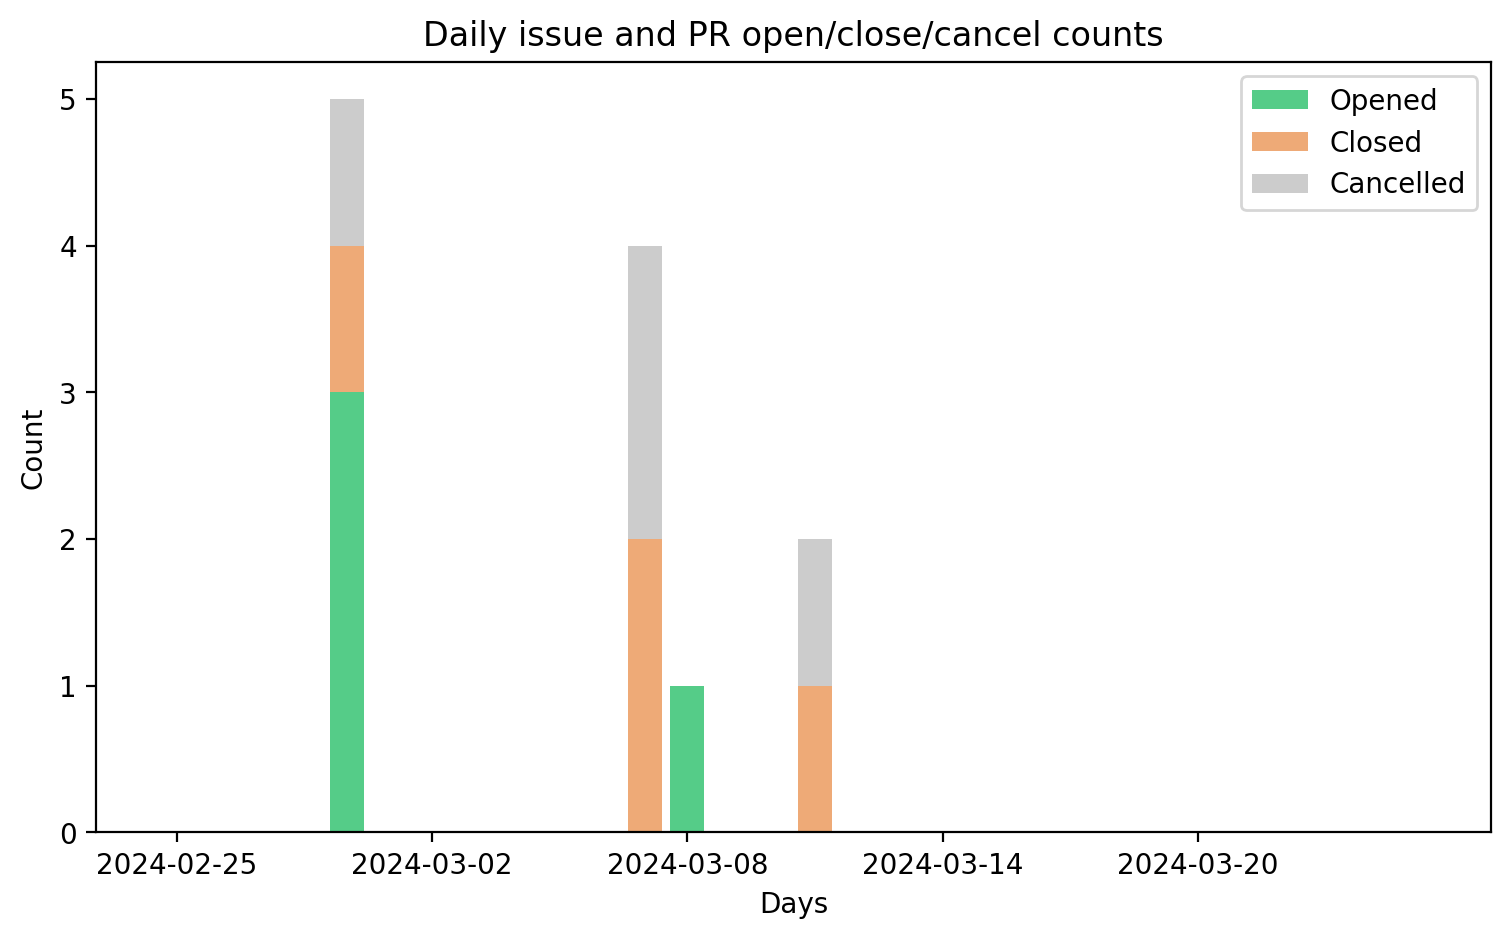 Daily issue and PR open/close/cancel counts
Opened
Closed
Cancelled
5
4
3
2
1
0
Count
2024-02-25 2024-03-02 2024-03-08 2024-03-14 2024-03-20
Days